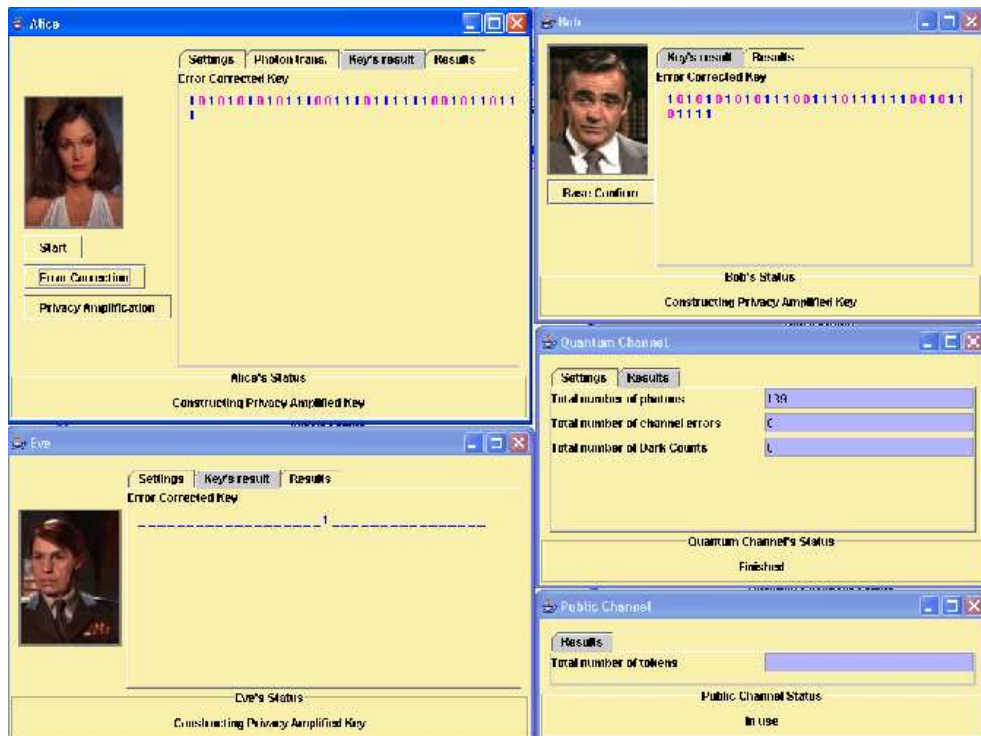 Alice
Settings Photon trans. Key's result Results
Error Corrected Key
10101010101110011101111110010110111
1
Start
Error Correction
Privacy Amplification
Alice's Status
Constructing Privacy Amplified Key
Bob
Key's result Results
Error Corrected Key
1010101010111001110111111001011
01111
Base Confirm
Bob's Status
Constructing Privacy Amplified Key
Quantum Channel
Settings Results
Total number of photons 139
Total number of channel errors
Total number of Dark Counts
Quantum Channel's Status
Finished
Eve
Settings Key's result Results
Error Corrected Key
___________________1________________
Eve's Status
Constructing Privacy Amplified Key
Public Channel
Results
Total number of tokens
Public Channel Status
In use